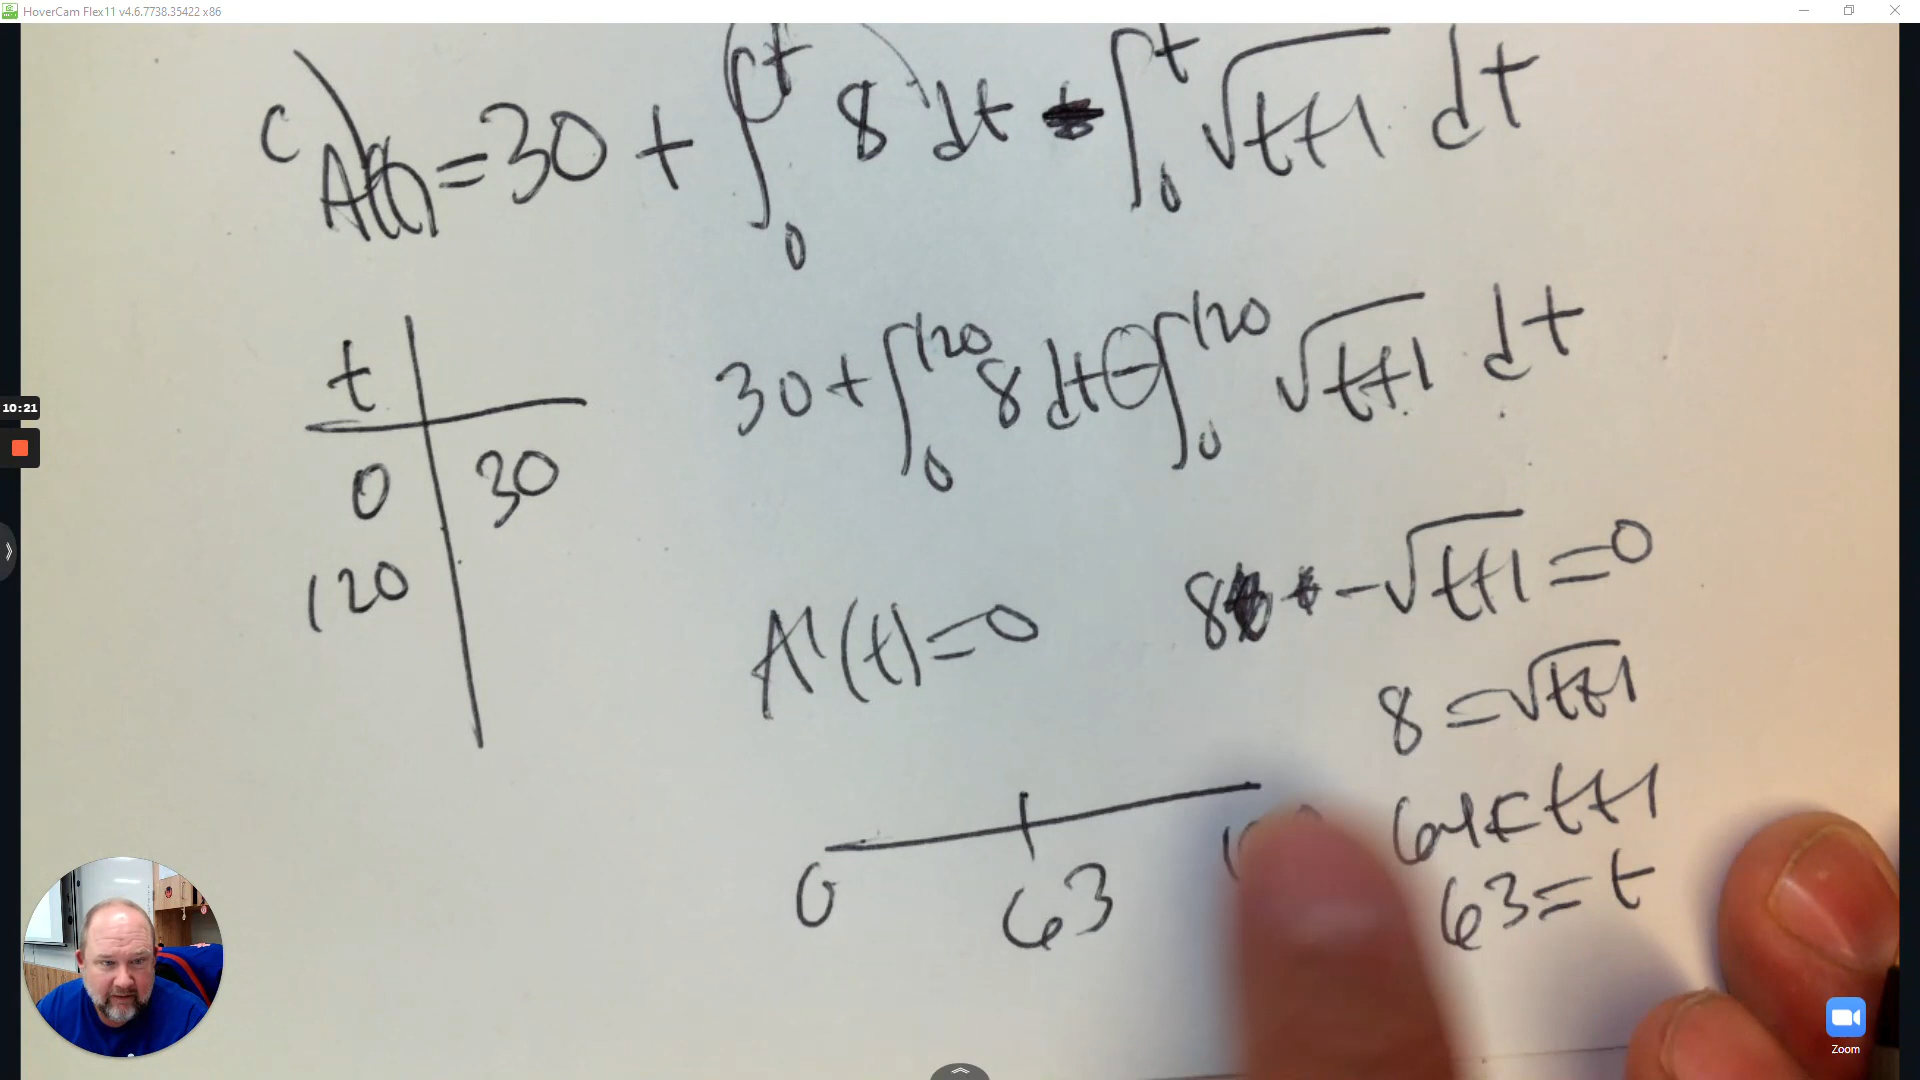 HoverCam Flex11 v4.6.7738.35422 x86
c) A(t) = 30 + ∫₀ᵗ 8 dt - ∫₀ᵗ √t+1 dt
t
30 + ∫₀¹²⁰ 8 dt - ∫₀¹²⁰ √t+1 dt
10:21
0 30
120
8 - √t+1 = 0
A'(t) = 0
8 = √t+1
64 = t+1
0 63
63 = t
Zoom